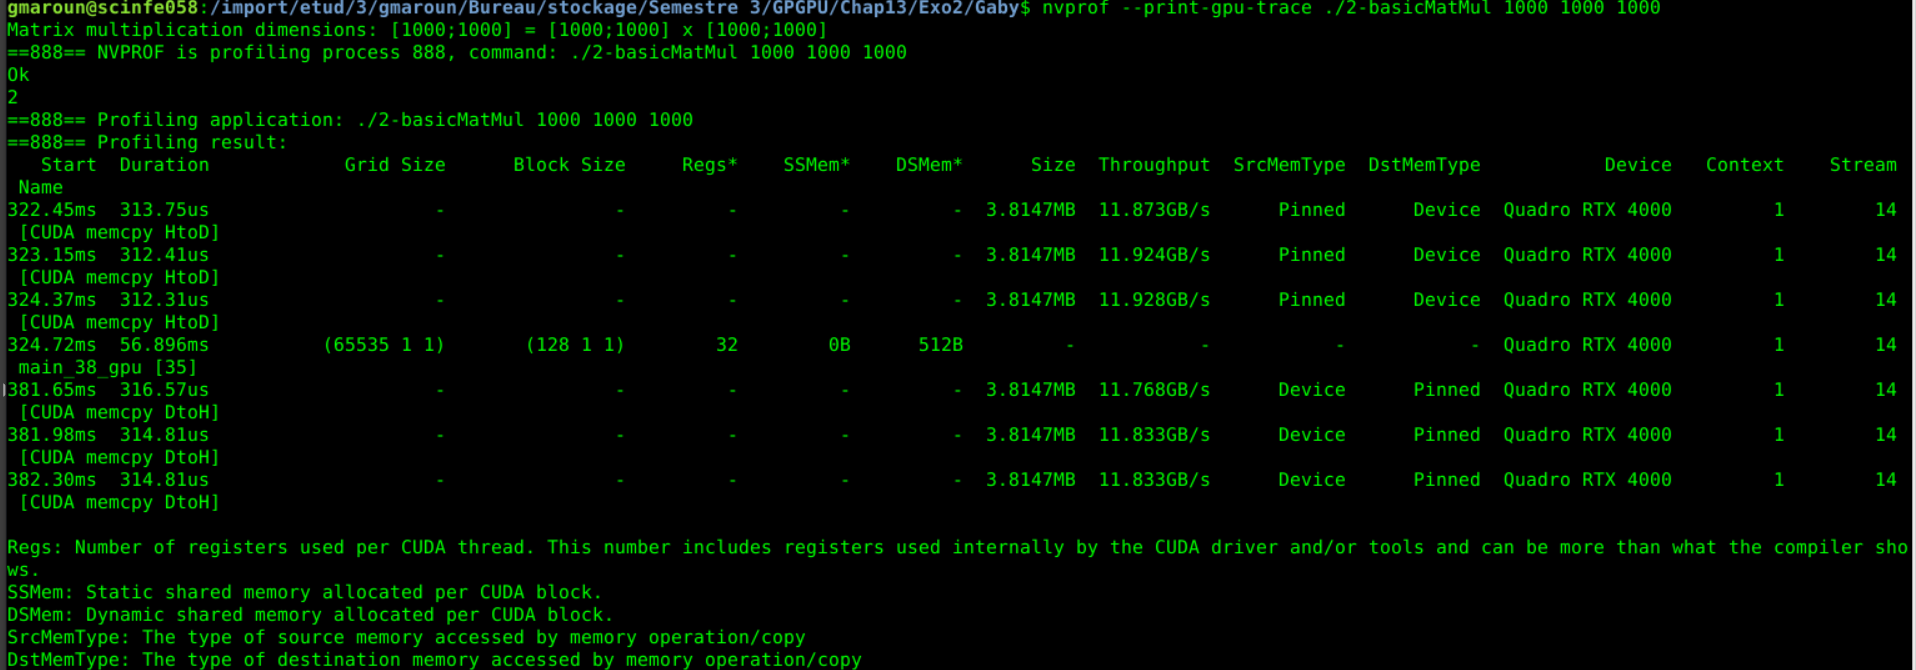 gmaroun@scinfe058:/import/etud/3/gmaroun/Bureau/stockage/Semestre 3/GPGPU/Chap13/Exo2/Gaby$ nvprof --print-gpu-trace ./2-basicMatMul 1000 1000 1000
Matrix multiplication dimensions: [1000;1000] = [1000;1000] x [1000;1000]
==888== NVPROF is profiling process 888, command: ./2-basicMatMul 1000 1000 1000
Ok
2
==888== Profiling application: ./2-basicMatMul 1000 1000 1000
==888== Profiling result:
   Start  Duration            Grid Size      Block Size     Regs*    SSMem*    DSMem*      Size  Throughput  SrcMemType  DstMemType           Device   Context    Stream
 Name
322.45ms  313.75us                    -               -         -         -         -  3.8147MB  11.873GB/s      Pinned      Device  Quadro RTX 4000         1        14
 [CUDA memcpy HtoD]
323.15ms  312.41us                    -               -         -         -         -  3.8147MB  11.924GB/s      Pinned      Device  Quadro RTX 4000         1        14
 [CUDA memcpy HtoD]
324.37ms  312.31us                    -               -         -         -         -  3.8147MB  11.928GB/s      Pinned      Device  Quadro RTX 4000         1        14
 [CUDA memcpy HtoD]
324.72ms  56.896ms          (65535 1 1)       (128 1 1)        32        0B      512B         -           -           -           -  Quadro RTX 4000         1        14
 main_38_gpu [35]
381.65ms  316.57us                    -               -         -         -         -  3.8147MB  11.768GB/s      Device      Pinned  Quadro RTX 4000         1        14
 [CUDA memcpy DtoH]
381.98ms  314.81us                    -               -         -         -         -  3.8147MB  11.833GB/s      Device      Pinned  Quadro RTX 4000         1        14
 [CUDA memcpy DtoH]
382.30ms  314.81us                    -               -         -         -         -  3.8147MB  11.833GB/s      Device      Pinned  Quadro RTX 4000         1        14
 [CUDA memcpy DtoH]

Regs: Number of registers used per CUDA thread. This number includes registers used internally by the CUDA driver and/or tools and can be more than what the compiler sho
ws.
SSMem: Static shared memory allocated per CUDA block.
DSMem: Dynamic shared memory allocated per CUDA block.
SrcMemType: The type of source memory accessed by memory operation/copy
DstMemType: The type of destination memory accessed by memory operation/copy